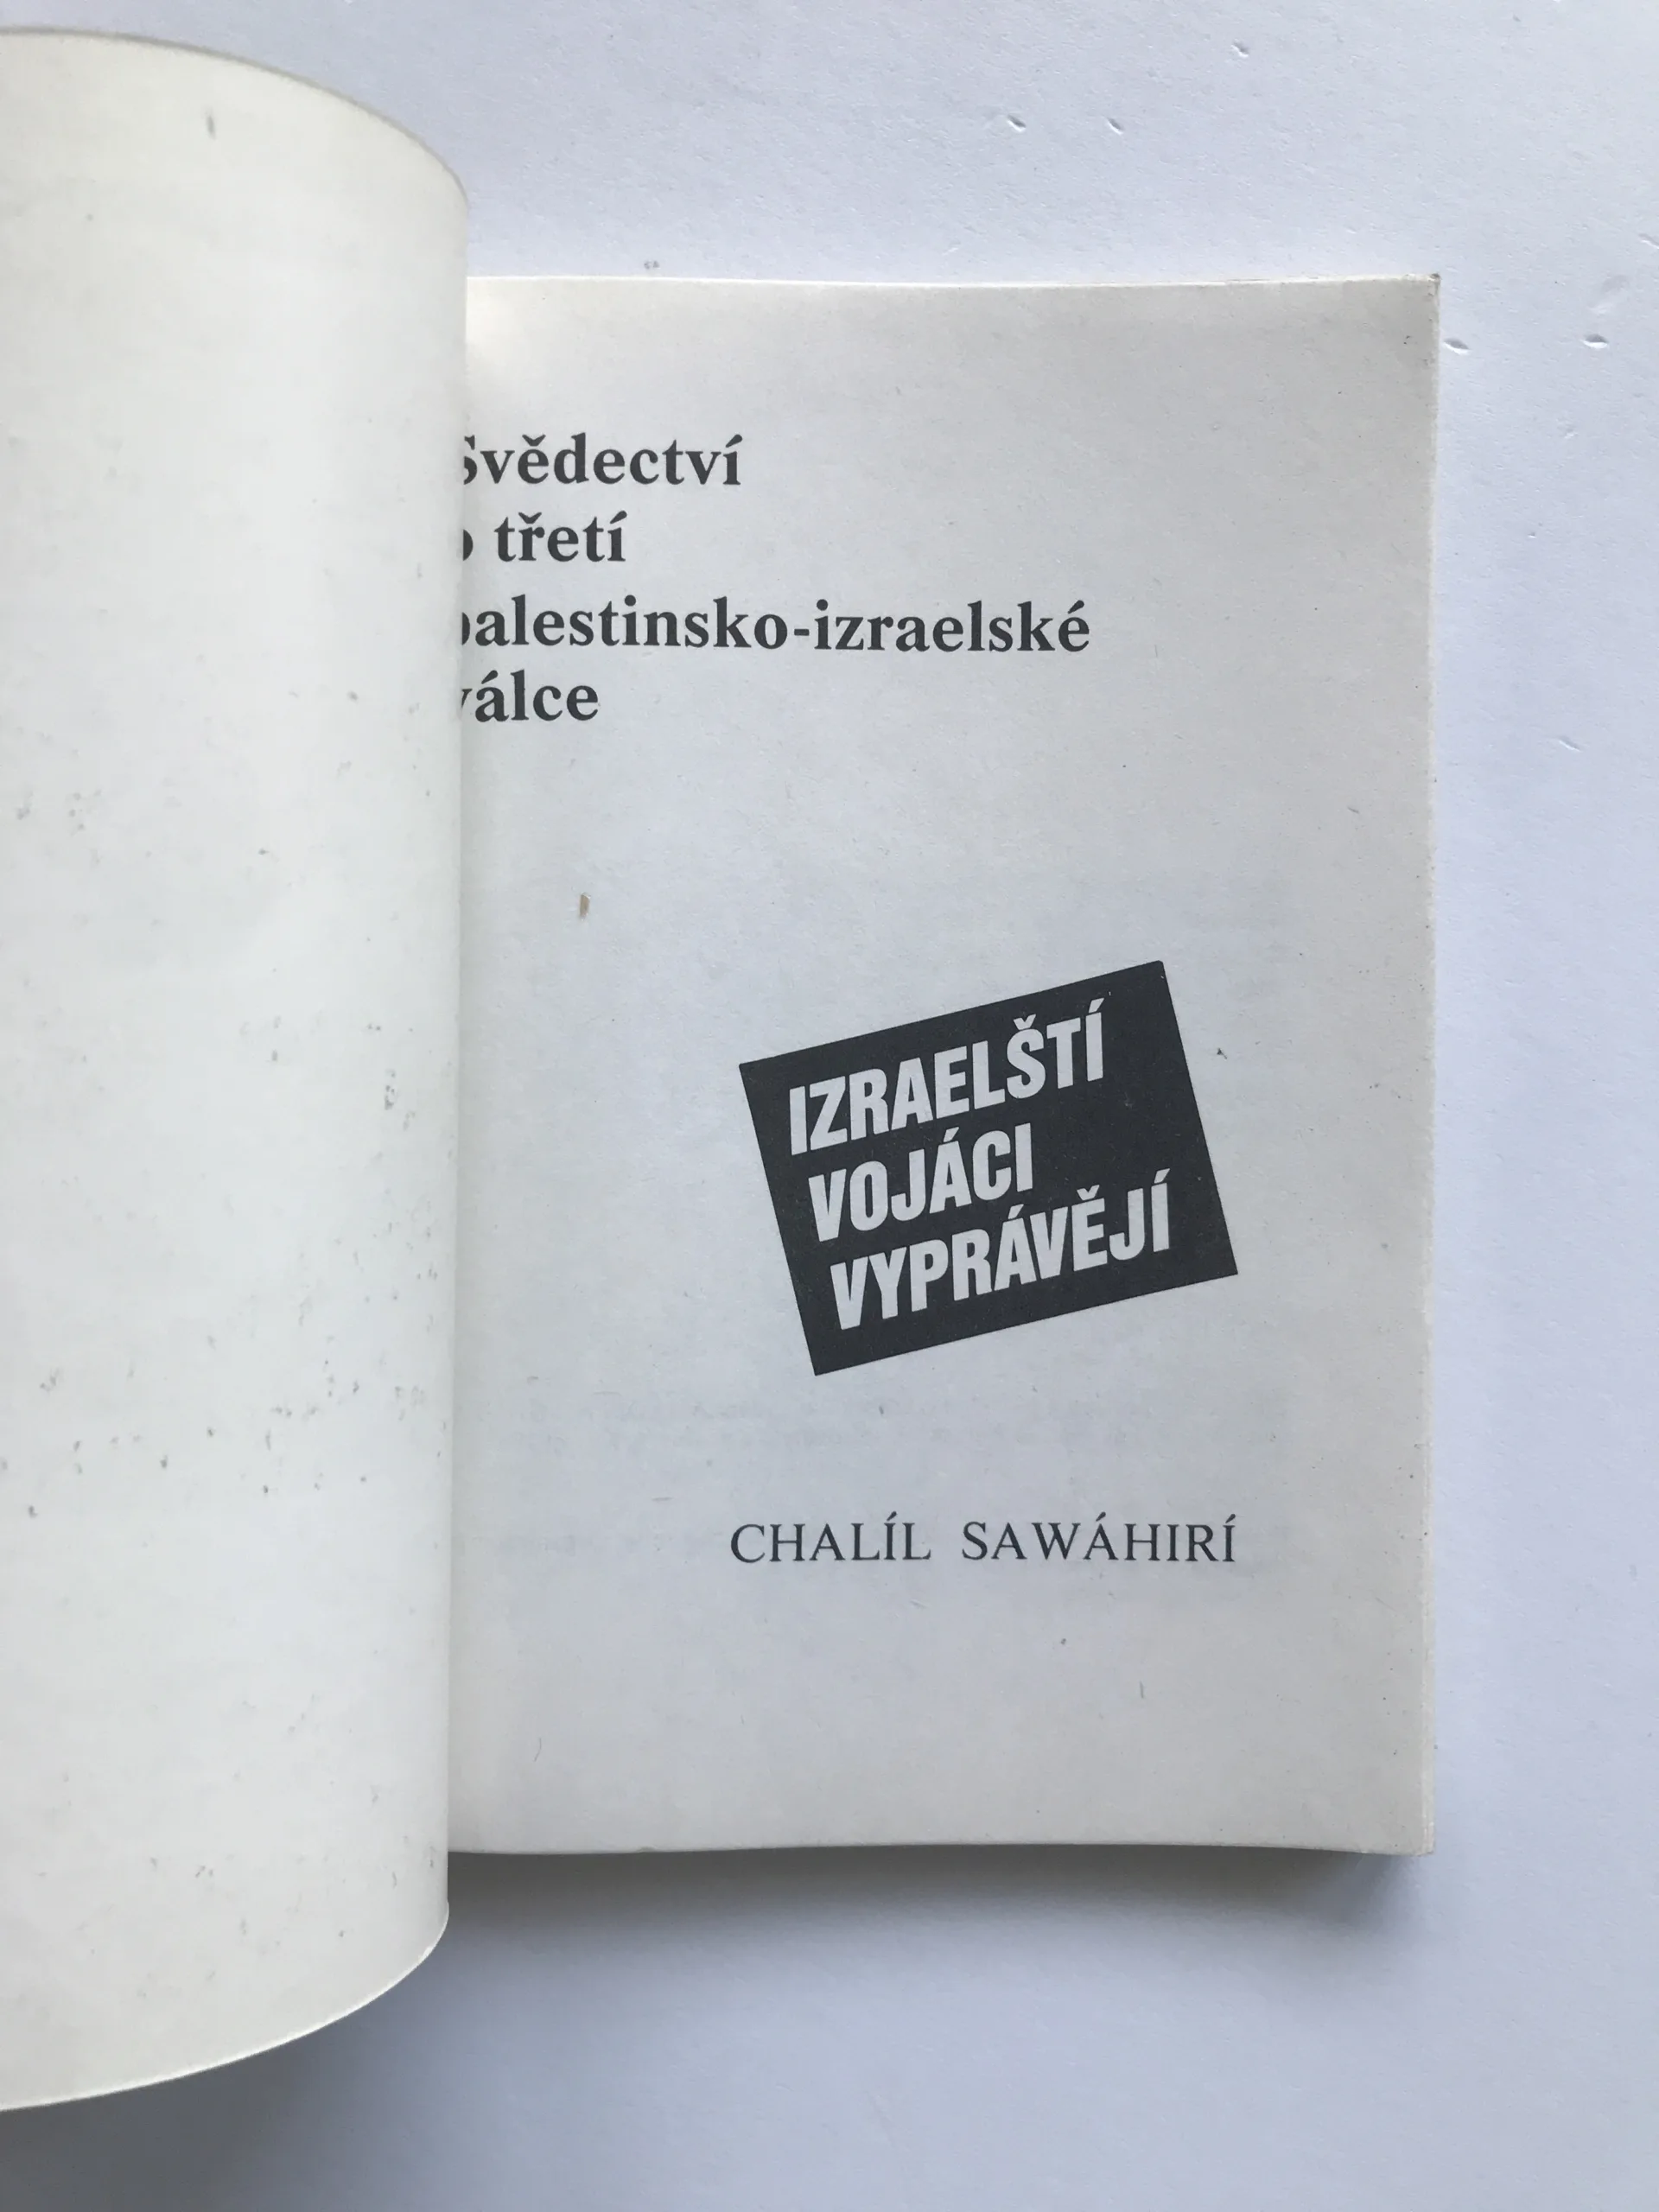 Svědectví
o třetí
palestinsko-izraelské
válce
IZRAELŠTÍ
VOJÁCI
VYPRÁVĚJÍ
CHALÍL SAWÁHIRÍ